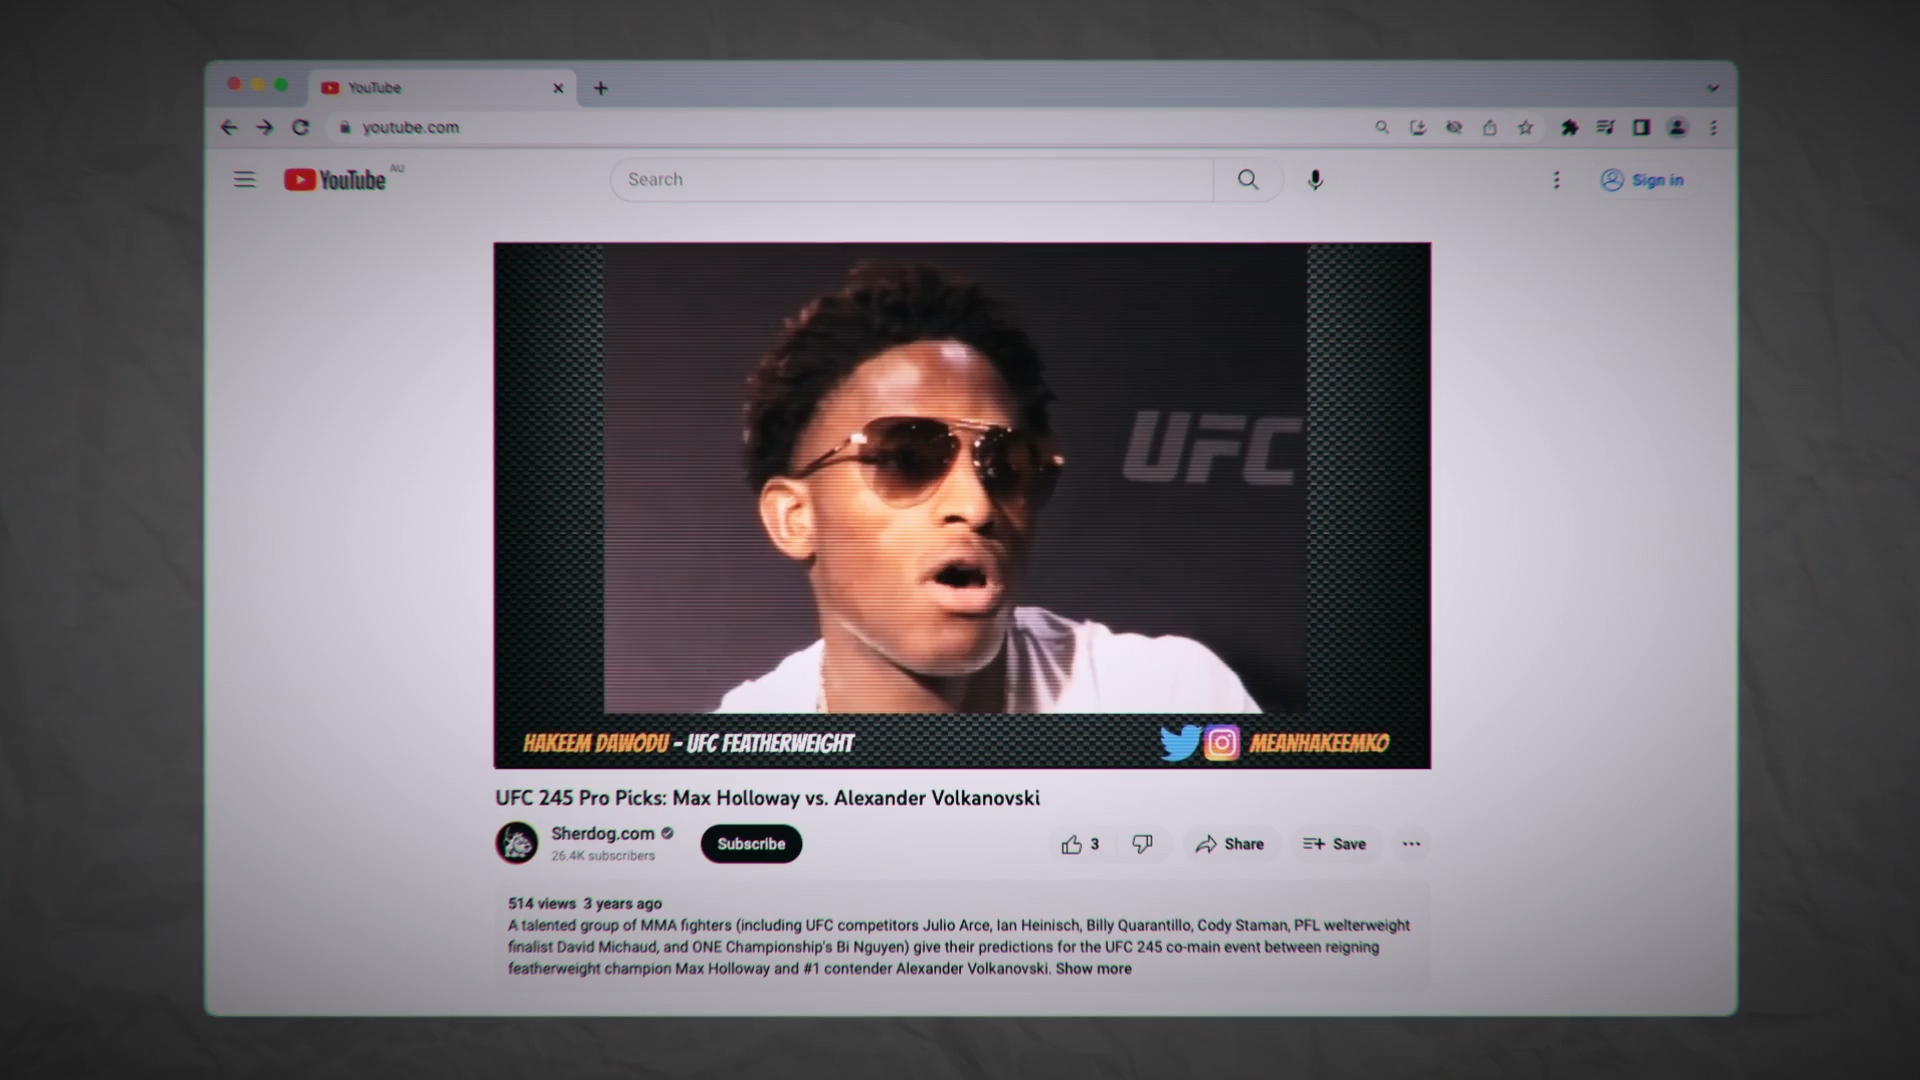 YouTube
youtube.com
YouTube AU
Search
Sign in
UFC
HAKEEM DAWODU - UFC FEATHERWEIGHT
MEANHAKEEMKO
UFC 245 Pro Picks: Max Holloway vs. Alexander Volkanovski
Sherdog.com
26.4K subscribers
Subscribe
3
Share
Save
514 views 3 years ago
A talented group of MMA fighters (including UFC competitors Julio Arce, Ian Heinisch, Billy Quarantillo, Cody Staman, PFL welterweight
finalist David Michaud, and ONE Championship's Bi Nguyen) give their predictions for the UFC 245 co-main event between reigning
featherweight champion Max Holloway and #1 contender Alexander Volkanovski. Show more